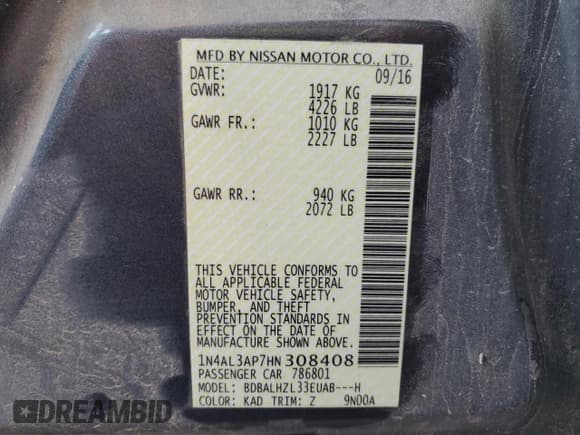 MFD BY NISSAN MOTOR CO., LTD.
DATE: 09/16
GVWR: 1917 KG
4226 LB
GAWR FR.: 1010 KG
2227 LB
GAWR RR.: 940 KG
2072 LB
THIS VEHICLE CONFORMS TO
ALL APPLICABLE FEDERAL
MOTOR VEHICLE SAFETY,
BUMPER, AND THEFT
PREVENTION STANDARDS IN
EFFECT ON THE DATE OF
MANUFACTURE SHOWN ABOVE.
1N4AL3AP7HN308408
PASSENGER CAR 786801
MODEL: BDBALHZL33EUAB---H
COLOR: KAD TRIM: Z 9N00A
DREAMBID